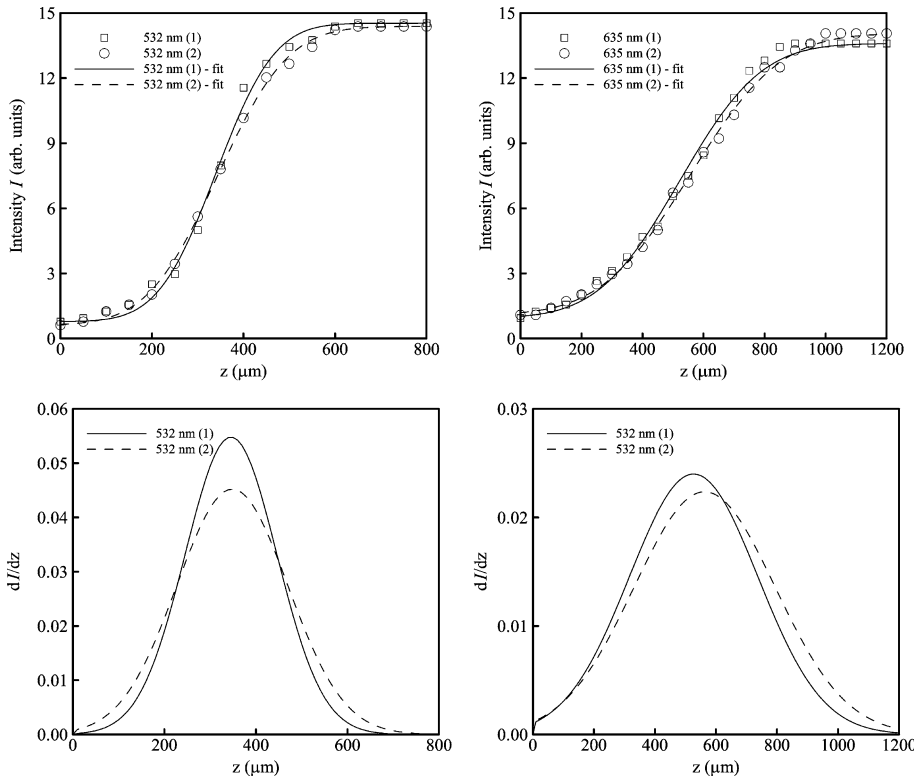 15
12
9
6
3
0
Intensity I (arb. units)
532 nm (1)
532 nm (2)
532 nm (1) - fit
532 nm (2) - fit
0
200
400
600
800
z (μm)
15
12
9
6
3
0
Intensity I (arb. units)
635 nm (1)
635 nm (2)
635 nm (1) - fit
635 nm (2) - fit
0
200
400
600
800
1000
1200
z (μm)
0.06
0.05
0.04
0.03
0.02
0.01
0.00
dI/dz
532 nm (1)
532 nm (2)
0
200
400
600
800
z (μm)
0.03
0.02
0.01
0.00
dI/dz
532 nm (1)
532 nm (2)
0
200
400
600
800
1000
1200
z (μm)